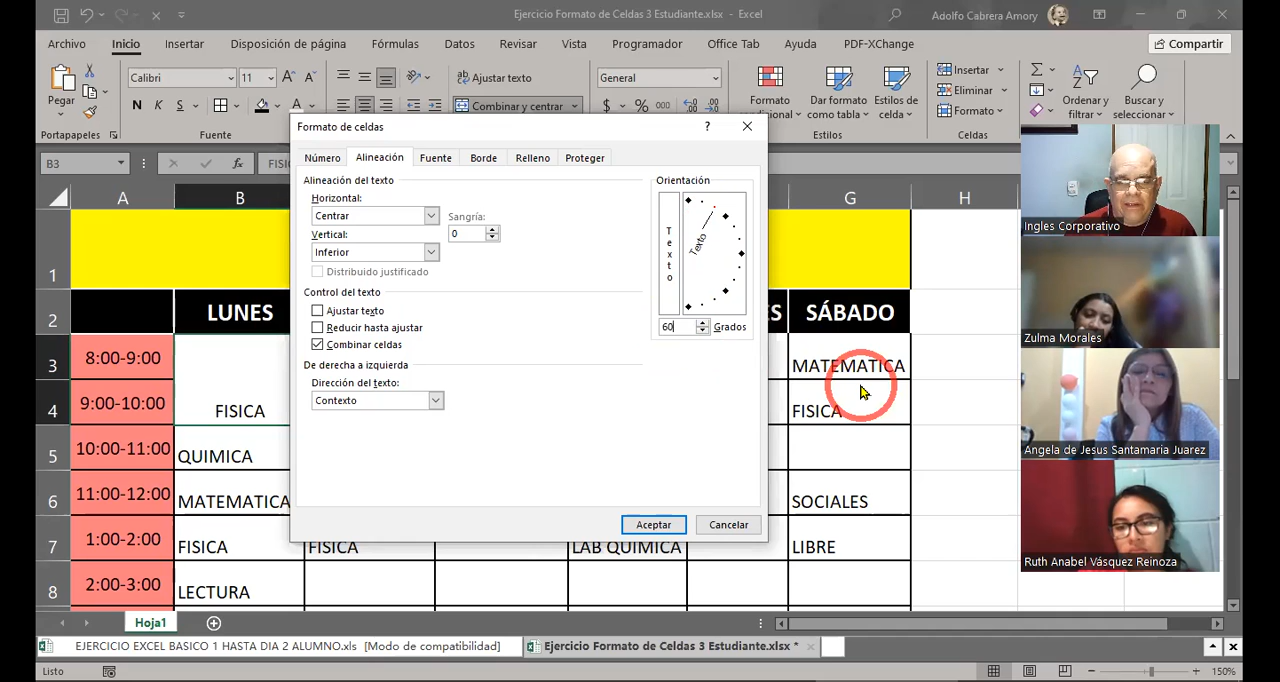 Ejercicio Formato de Celdas 3 Estudiante.xlsx - Excel
Adolfo Cabrera Amory
Archivo Inicio Insertar Disposición de página Fórmulas Datos Revisar Vista Programador Office Tab Ayuda PDF-XChange Compartir
Pegar
Calibri 11
Ajustar texto
General
Insertar
Eliminar
Formato
N K S
Combinar y centrar
$ % 000
Formato
Dar formato
como tabla
Estilos de
celda
Ordenar y
filtrar
Buscar y
seleccionar
Portapapeles Fuente Estilos Celdas
B3 fx
Formato de celdas ?
Número Alineación Fuente Borde Relleno Proteger
Alineación del texto
Horizontal:
Centrar
Sangría:
Vertical:
0
Inferior
Distribuido justificado
Control del texto
Ajustar texto
Reducir hasta ajustar
Combinar celdas
De derecha a izquierda
Dirección del texto:
Contexto
Orientación
Texto
Texto
60 Grados
Aceptar Cancelar
A B G H
1
2 LUNES SÁBADO
3 8:00-9:00 MATEMATICA
4 9:00-10:00 FISICA FISICA
5 10:00-11:00 QUIMICA
6 11:00-12:00 MATEMATICA SOCIALES
7 1:00-2:00 FISICA FISICA LAB QUIMICA LIBRE
8 2:00-3:00 LECTURA
Ingles Corporativo
Zulma Morales
Angela de Jesus Santamaria Juarez
Ruth Anabel Vásquez Reinoza
Hoja1
EJERCICIO EXCEL BASICO 1 HASTA DIA 2 ALUMNO.xls [Modo de compatibilidad]
Ejercicio Formato de Celdas 3 Estudiante.xlsx *
Listo
150%